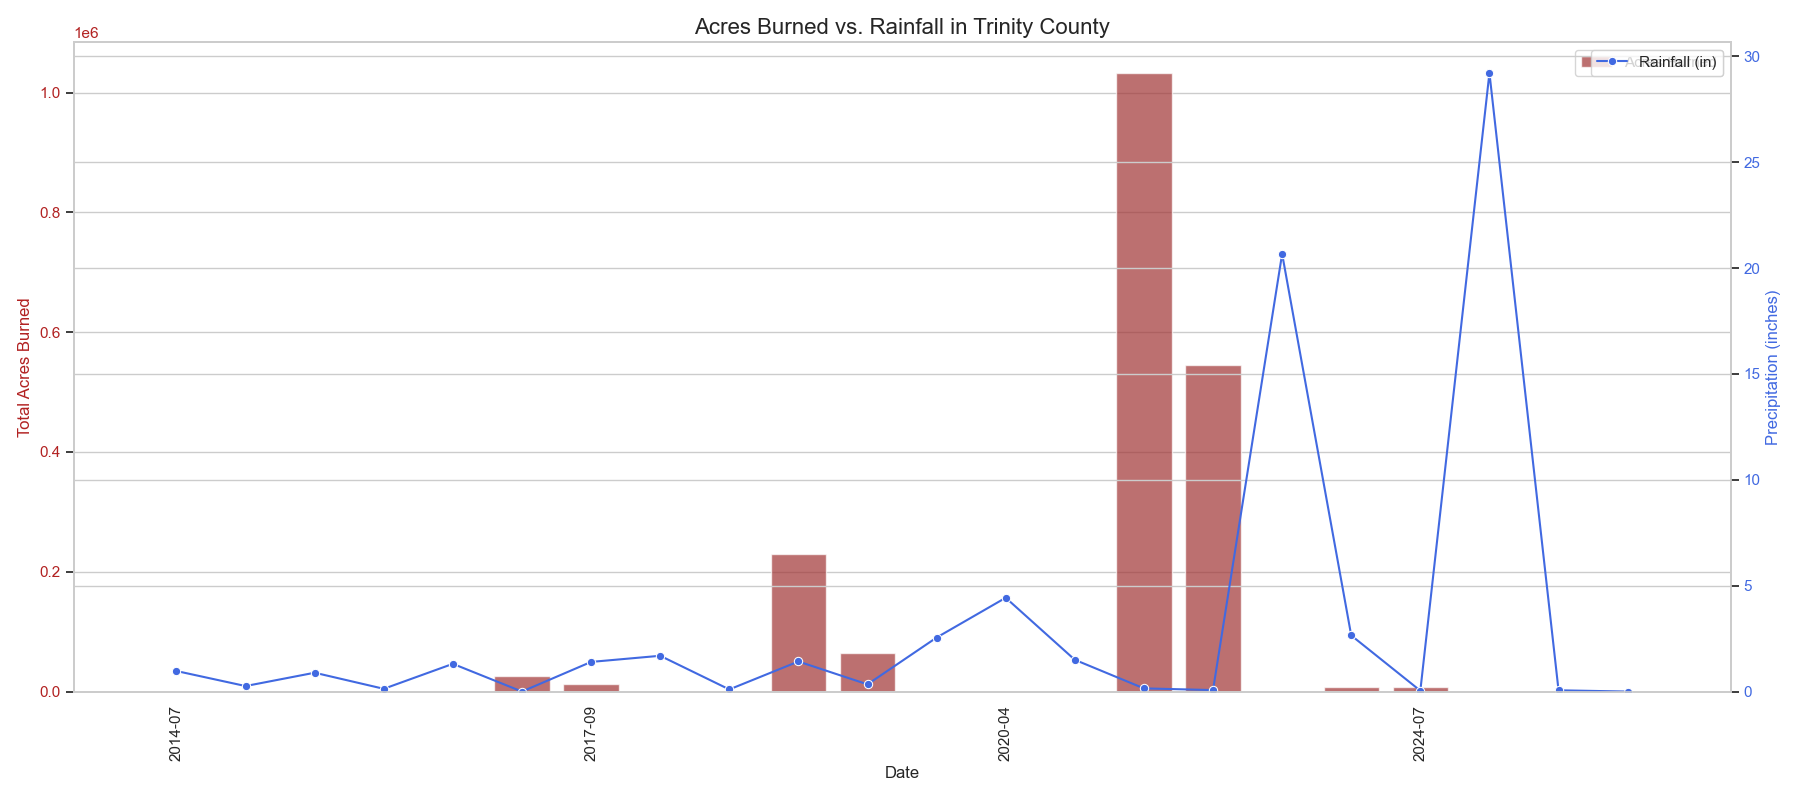 Acres Burned vs. Rainfall in Trinity County
1e6
Rainfall (in)
1.0
0.8
0.6
0.4
0.2
0.0
Total Acres Burned
30
25
20
15
10
5
0
Precipitation (inches)
2014-07
2017-09
2020-04
2024-07
Date